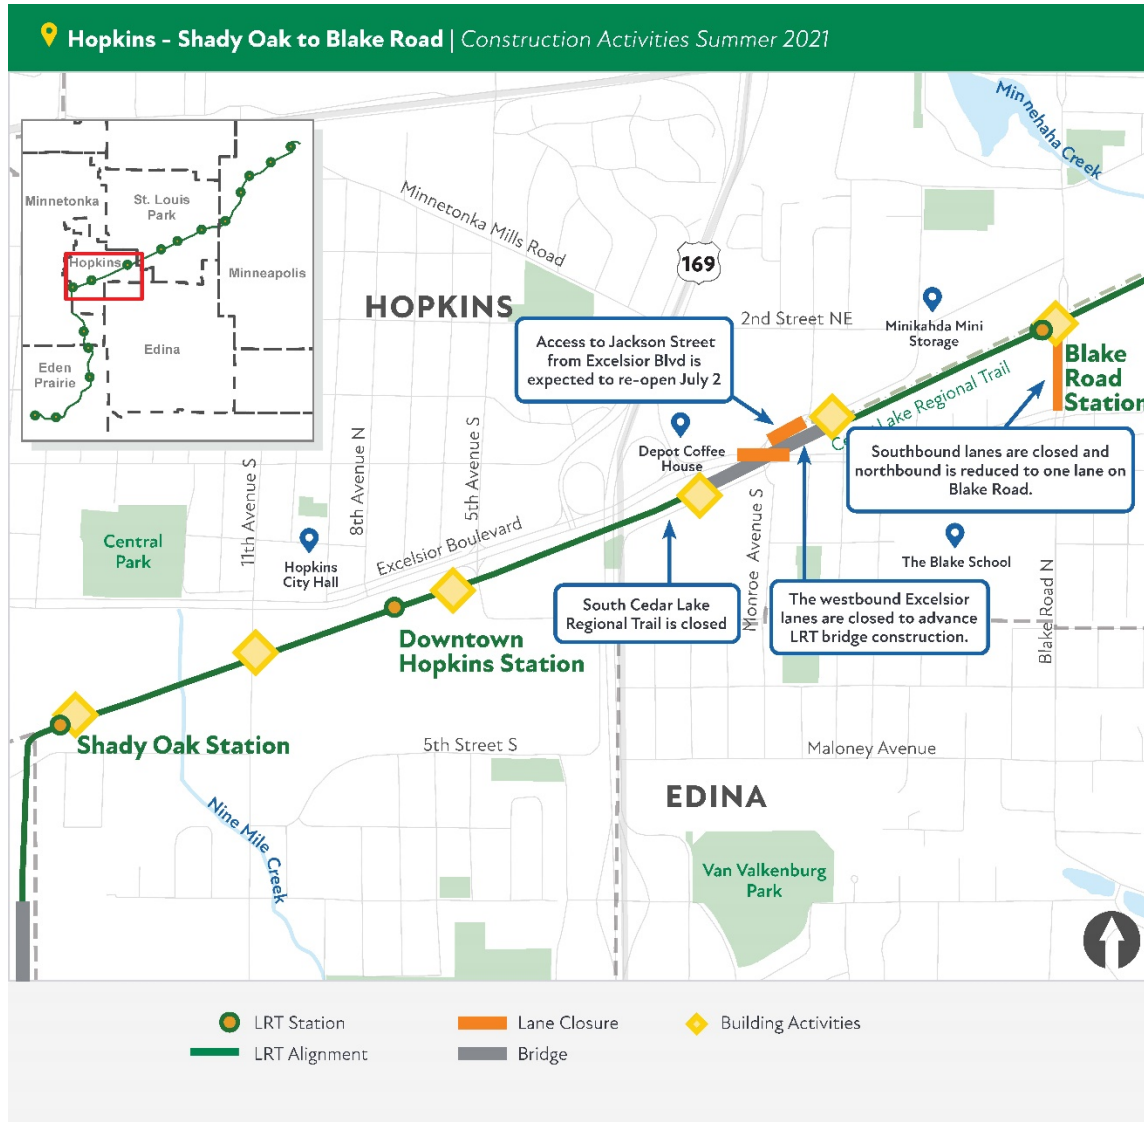 Hopkins - Shady Oak to Blake Road | Construction Activities Summer 2021
Minnehaha Creek
Minnetonka
St. Louis
Park
Hopkins
Minneapolis
Edina
Eden
Prairie
Minnetonka Mills Road
169
HOPKINS
2nd Street NE
Minikahda Mini
Storage
Access to Jackson Street
from Excelsior Blvd is
expected to re-open July 2
Blake
Road
Station
Lake Regional Trail
Depot Coffee
House
Southbound lanes are closed and
northbound is reduced to one lane on
Blake Road.
11th Avenue S
8th Avenue N
5th Avenue S
Excelsior Boulevard
Monroe Avenue S
Central
Park
Hopkins
City Hall
The Blake School
Blake Road N
South Cedar Lake
Regional Trail is closed
The westbound Excelsior
lanes are closed to advance
LRT bridge construction.
Downtown
Hopkins Station
Shady Oak Station
5th Street S
Maloney Avenue
EDINA
Nine Mile Creek
Van Valkenburg
Park
LRT Station
Lane Closure
Building Activities
LRT Alignment
Bridge